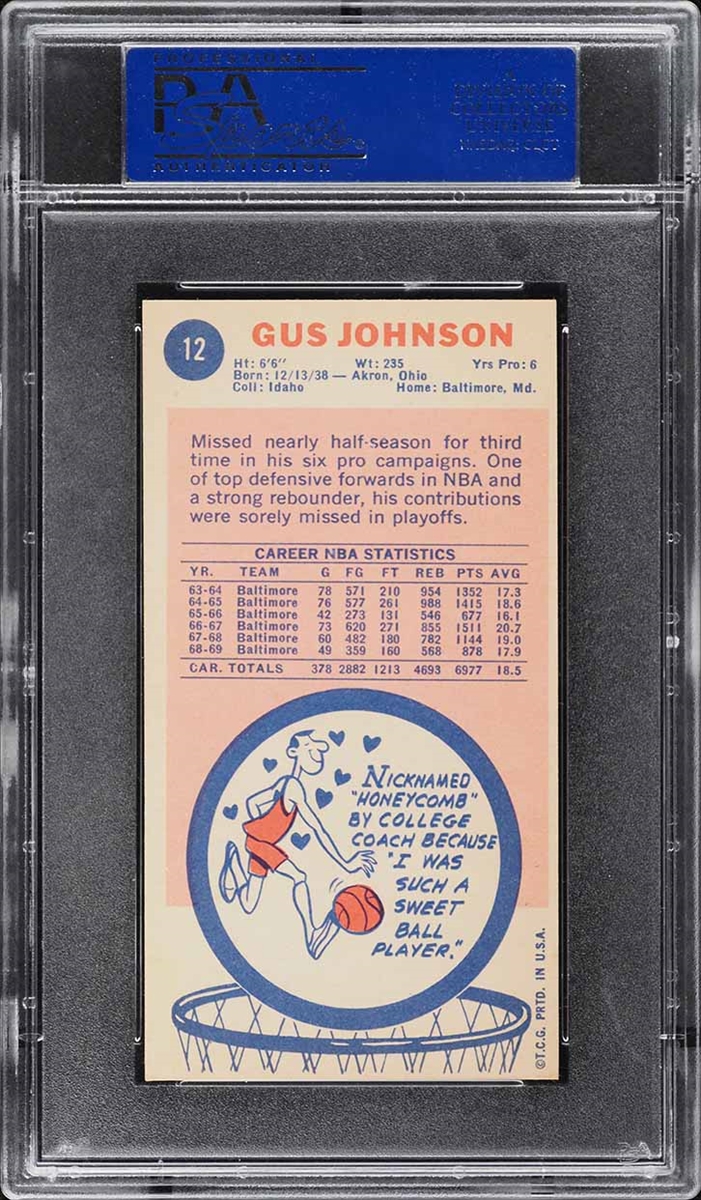 PROFESSIONAL
PSA
AUTHENTICATOR
COLLECTORS
UNIVERSE
12
GUS JOHNSON
Ht: 6'6" Wt: 235 Yrs Pro: 6
Born: 12/13/38 — Akron, Ohio
Coll: Idaho Home: Baltimore, Md.
Missed nearly half-season for third
time in his six pro campaigns. One
of top defensive forwards in NBA and
a strong rebounder, his contributions
were sorely missed in playoffs.
CAREER NBA STATISTICS
YR. TEAM G FG FT REB PTS AVG
63-64 Baltimore 78 571 210 954 1352 17.3
64-65 Baltimore 76 577 261 988 1415 18.6
65-66 Baltimore 42 273 131 546 677 16.1
66-67 Baltimore 73 620 271 855 1511 20.7
67-68 Baltimore 60 482 180 782 1144 19.0
68-69 Baltimore 49 359 160 568 878 17.9
CAR. TOTALS 378 2882 1213 4693 6977 18.5
NICKNAMED
"HONEYCOMB"
BY COLLEGE
COACH BECAUSE
"I WAS
SUCH A
SWEET
BALL
PLAYER."
©T.C.G. PRTD. IN U.S.A.